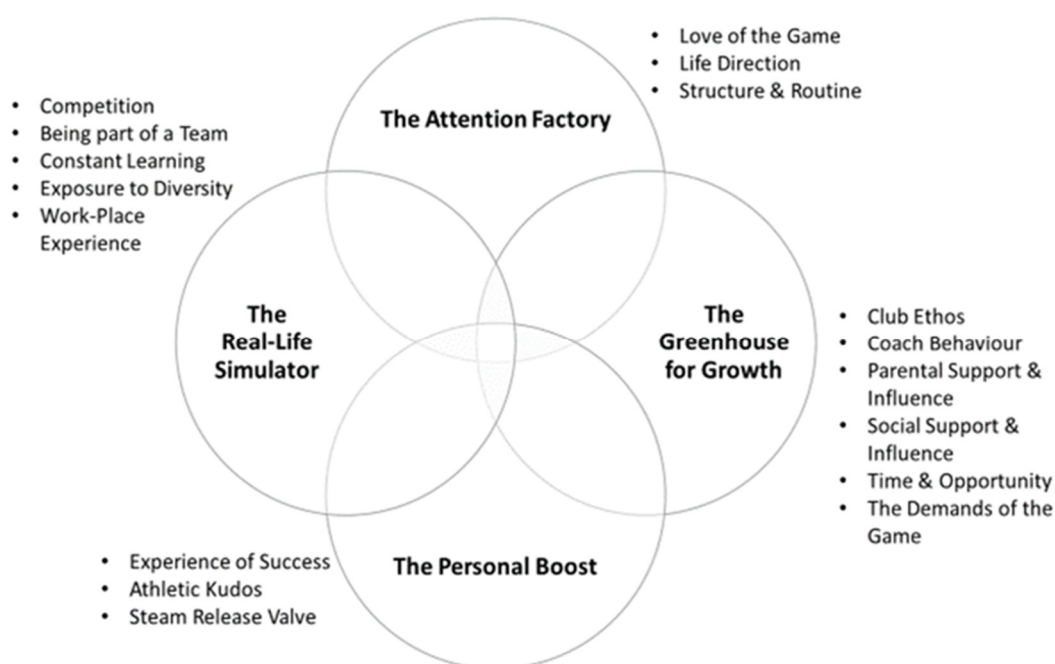 The Attention Factory
• Love of the Game
• Life Direction
• Structure & Routine
• Competition
• Being part of a Team
• Constant Learning
• Exposure to Diversity
• Work-Place
Experience
The
Real-Life
Simulator
The
Greenhouse
for Growth
• Club Ethos
• Coach Behaviour
• Parental Support &
Influence
• Social Support &
Influence
• Time & Opportunity
• The Demands of the
Game
The Personal Boost
• Experience of Success
• Athletic Kudos
• Steam Release Valve